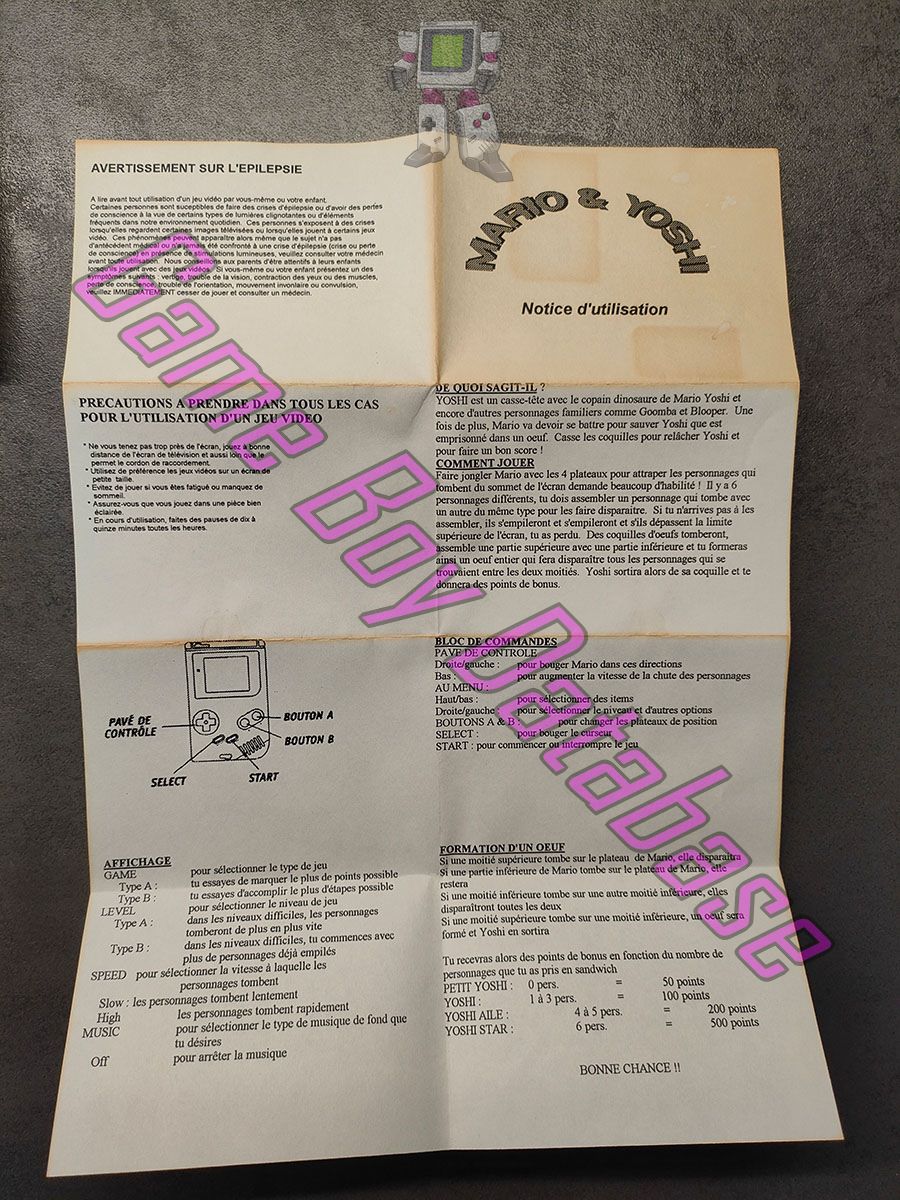 AVERTISSEMENT SUR L'EPILEPSIE
A lire avant tout utilisation d'un jeu vidéo par vous-même ou votre enfant.
Certaines personnes sont suceptibles de faire des crises d'épilepsie ou d'avoir des pertes
de conscience à la vue de certains types de lumières clignotantes ou d'éléments
fréquents dans notre environnement quotidien. Ces personnes s'exposent à des crises
lorsqu'elles regardent certaines images télévisées ou lorsqu'elles jouent à certains jeux
vidéo. Ces phénomènes peuvent apparaître alors même que le sujet n'a pas
d'antécédent médical ou n'a jamais été confronté à une crise d'épilepsie (crise ou perte
de conscience) en présence de stimulations lumineuses, veuillez consulter votre médecin
avant toute utilisation. Nous conseillons aux parents d'être attentifs à leurs enfants
lorsqu'ils jouent avec des jeux vidéo. Si vous-même ou votre enfant présentez un des
symptômes suivants : vertige, trouble de la vision, contraction des yeux ou des muscles,
perte de conscience, trouble de l'orientation, mouvement involontaire ou convulsion,
veuillez IMMEDIATEMENT cesser de jouer et consulter un médecin.
MARIO & YOSHI
Notice d'utilisation
PRECAUTIONS A PRENDRE DANS TOUS LES CAS
POUR L'UTILISATION D'UN JEU VIDEO
* Ne vous tenez pas trop près de l'écran, jouez à bonne
distance de l'écran de télévision et aussi loin que le
permet le cordon de raccordement.
* Utilisez de préférence les jeux vidéos sur un écran de
petite taille.
* Evitez de jouer si vous êtes fatigué ou manquez de
sommeil.
* Assurez-vous que vous jouez dans une pièce bien
éclairée.
* En cours d'utilisation, faites des pauses de dix à
quinze minutes toutes les heures.
DE QUOI SAGIT-IL ?
YOSHI est un casse-tête avec le copain dinosaure de Mario Yoshi et
encore d'autres personnages familiers comme Goomba et Blooper. Une
fois de plus, Mario va devoir se battre pour sauver Yoshi que est
emprisonné dans un oeuf. Casse les coquilles pour relâcher Yoshi et
pour faire un bon score !
COMMENT JOUER
Faire jongler Mario avec les 4 plateaux pour attraper les personnages qui
tombent du sommet de l'écran demande beaucoup d'habilité ! Il y a 6
personnages différents, tu dois assembler un personnage qui tombe avec
un autre du même type pour les faire disparaitre. Si tu n'arrives pas à les
assembler, ils s'empileront et s'empileront et s'ils dépassent la limite
supérieure de l'écran, tu as perdu. Des coquilles d'oeufs tomberont,
assemble une partie supérieure avec une partie inférieure et tu formeras
ainsi un oeuf entier qui fera disparaître tous les personnages qui se
trouvaient entre les deux moitiés. Yoshi sortira alors de sa coquille et te
donnera des points de bonus.
PAVÉ DE
CONTRÔLE
BOUTON A
BOUTON B
SELECT
START
BLOC DE COMMANDES
PAVE DE CONTROLE
Droite/gauche : pour bouger Mario dans ces directions
Bas : pour augmenter la vitesse de la chute des personnages
AU MENU :
Haut/bas : pour sélectionner des items
Droite/gauche : pour sélectionner le niveau et d'autres options
BOUTONS A & B : pour changer les plateaux de position
SELECT : pour bouger le curseur
START : pour commencer ou interrompre le jeu
AFFICHAGE
GAME pour sélectionner le type de jeu
Type A : tu essayes de marquer le plus de points possible
Type B : tu essayes d'accomplir le plus d'étapes possible
LEVEL pour sélectionner le niveau de jeu
Type A : dans les niveaux difficiles, les personnages
tomberont de plus en plus vite
Type B : dans les niveaux difficiles, tu commences avec
plus de personnages déjà empilés
SPEED pour sélectionner la vitesse à laquelle les
personnages tombent
Slow : les personnages tombent lentement
High les personnages tombent rapidement
MUSIC pour sélectionner le type de musique de fond que
tu désires
Off pour arrêter la musique
FORMATION D'UN OEUF
Si une moitié supérieure tombe sur le plateau de Mario, elle disparaîtra
Si une partie inférieure de Mario tombe sur le plateau de Mario, elle
restera
Si une moitié inférieure tombe sur une autre moitié inférieure, elles
disparaîtront toutes les deux
Si une moitié supérieure tombe sur une moitié inférieure, un oeuf sera
formé et Yoshi en sortira
Tu recevras alors des points de bonus en fonction du nombre de
personnages que tu as pris en sandwich
PETIT YOSHI : 0 pers. = 50 points
YOSHI : 1 à 3 pers. = 100 points
YOSHI AILE : 4 à 5 pers. = 200 points
YOSHI STAR : 6 pers. = 500 points
BONNE CHANCE !!
Game Boy Database